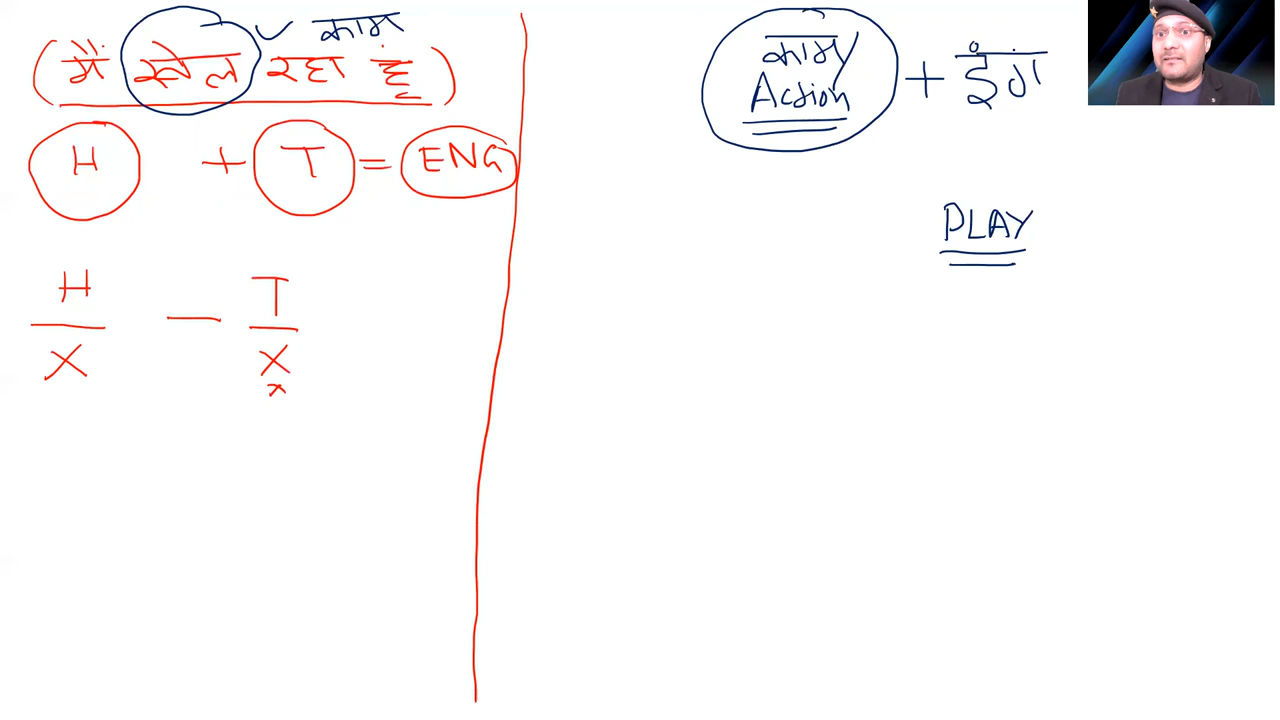 काम
(मैं खेल रहा हूँ)
H + T = ENG
H — T
X X
x
काम
Action + इंग
PLAY